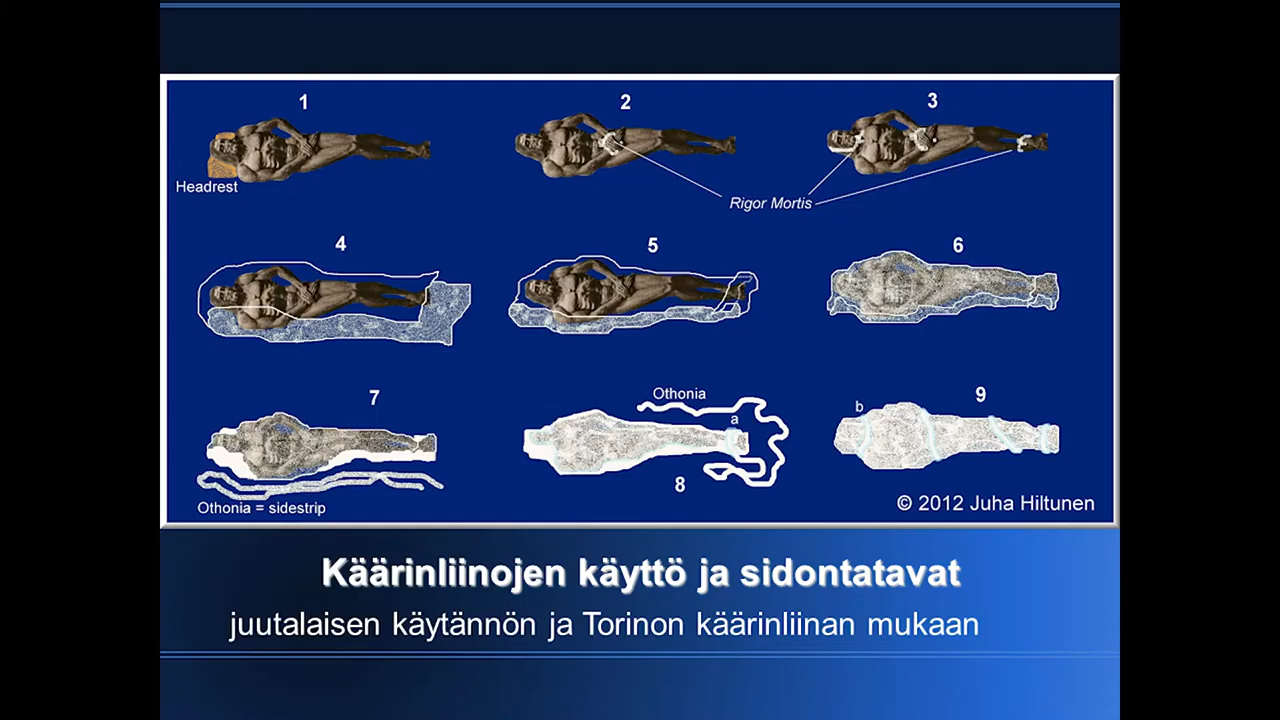 1
2
3
Headrest
Rigor Mortis
4
5
6
7
Othonia
a
b
9
8
Othonia = sidestrip
© 2012 Juha Hiltunen
Käärinliinojen käyttö ja sidontatavat
juutalaisen käytännön ja Torinon käärinliinan mukaan